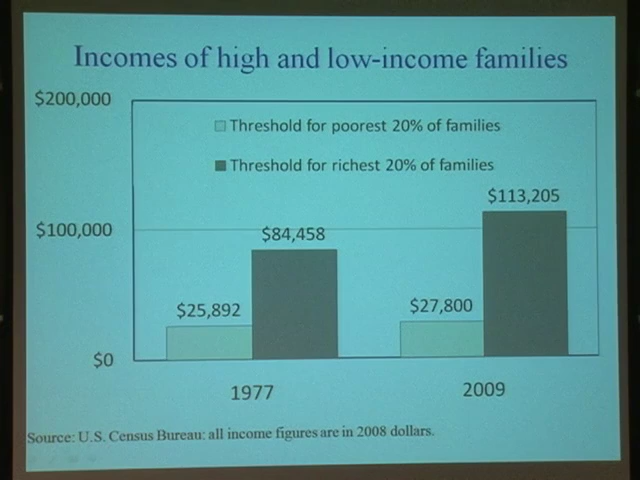 Incomes of high and low-income families
$200,000
Threshold for poorest 20% of families
Threshold for richest 20% of families
$113,205
$100,000
$84,458
$25,892
$27,800
$0
1977
2009
Source: U.S. Census Bureau: all income figures are in 2008 dollars.